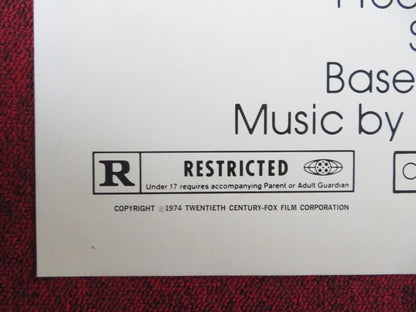 Base
Music by
R RESTRICTED
Under 17 requires accompanying Parent or Adult Guardian
COPYRIGHT ©1974 TWENTIETH CENTURY-FOX FILM CORPORATION